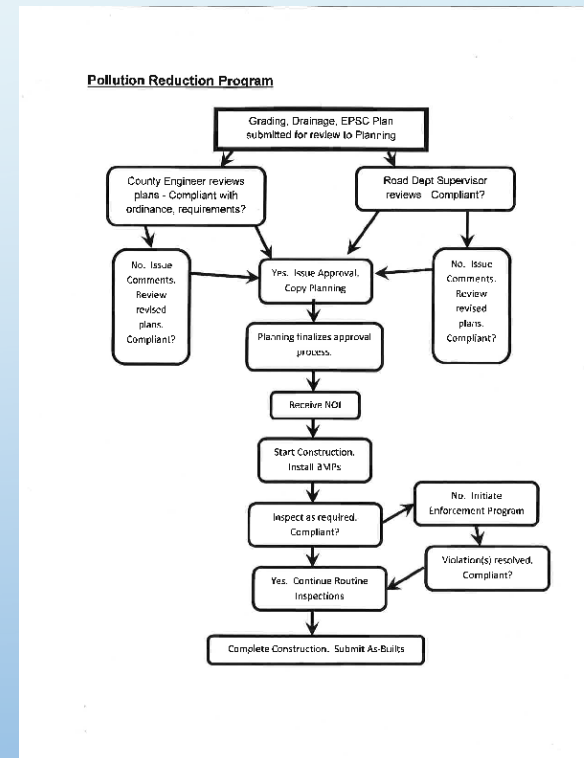 Pollution Reduction Program
Grading, Drainage, EPSC Plan
submitted for review to Planning
County Engineer reviews
plans - Compliant with
ordinance, requirements?
Road Dept Supervisor
reviews   Compliant?
No. Issue
Comments.
Review
revised
plans.
Compliant?
Yes. Issue Approval.
Copy Planning
No. Issue
Comments.
Review
revised
plans.
Compliant?
Planning finalizes approval
process.
Receive NOI
Start Construction.
Install BMPs
Inspect as required.
Compliant?
No. Initiate
Enforcement Program
Violation(s) resolved.
Compliant?
Yes. Continue Routine
Inspections
Complete Construction. Submit As-Builts